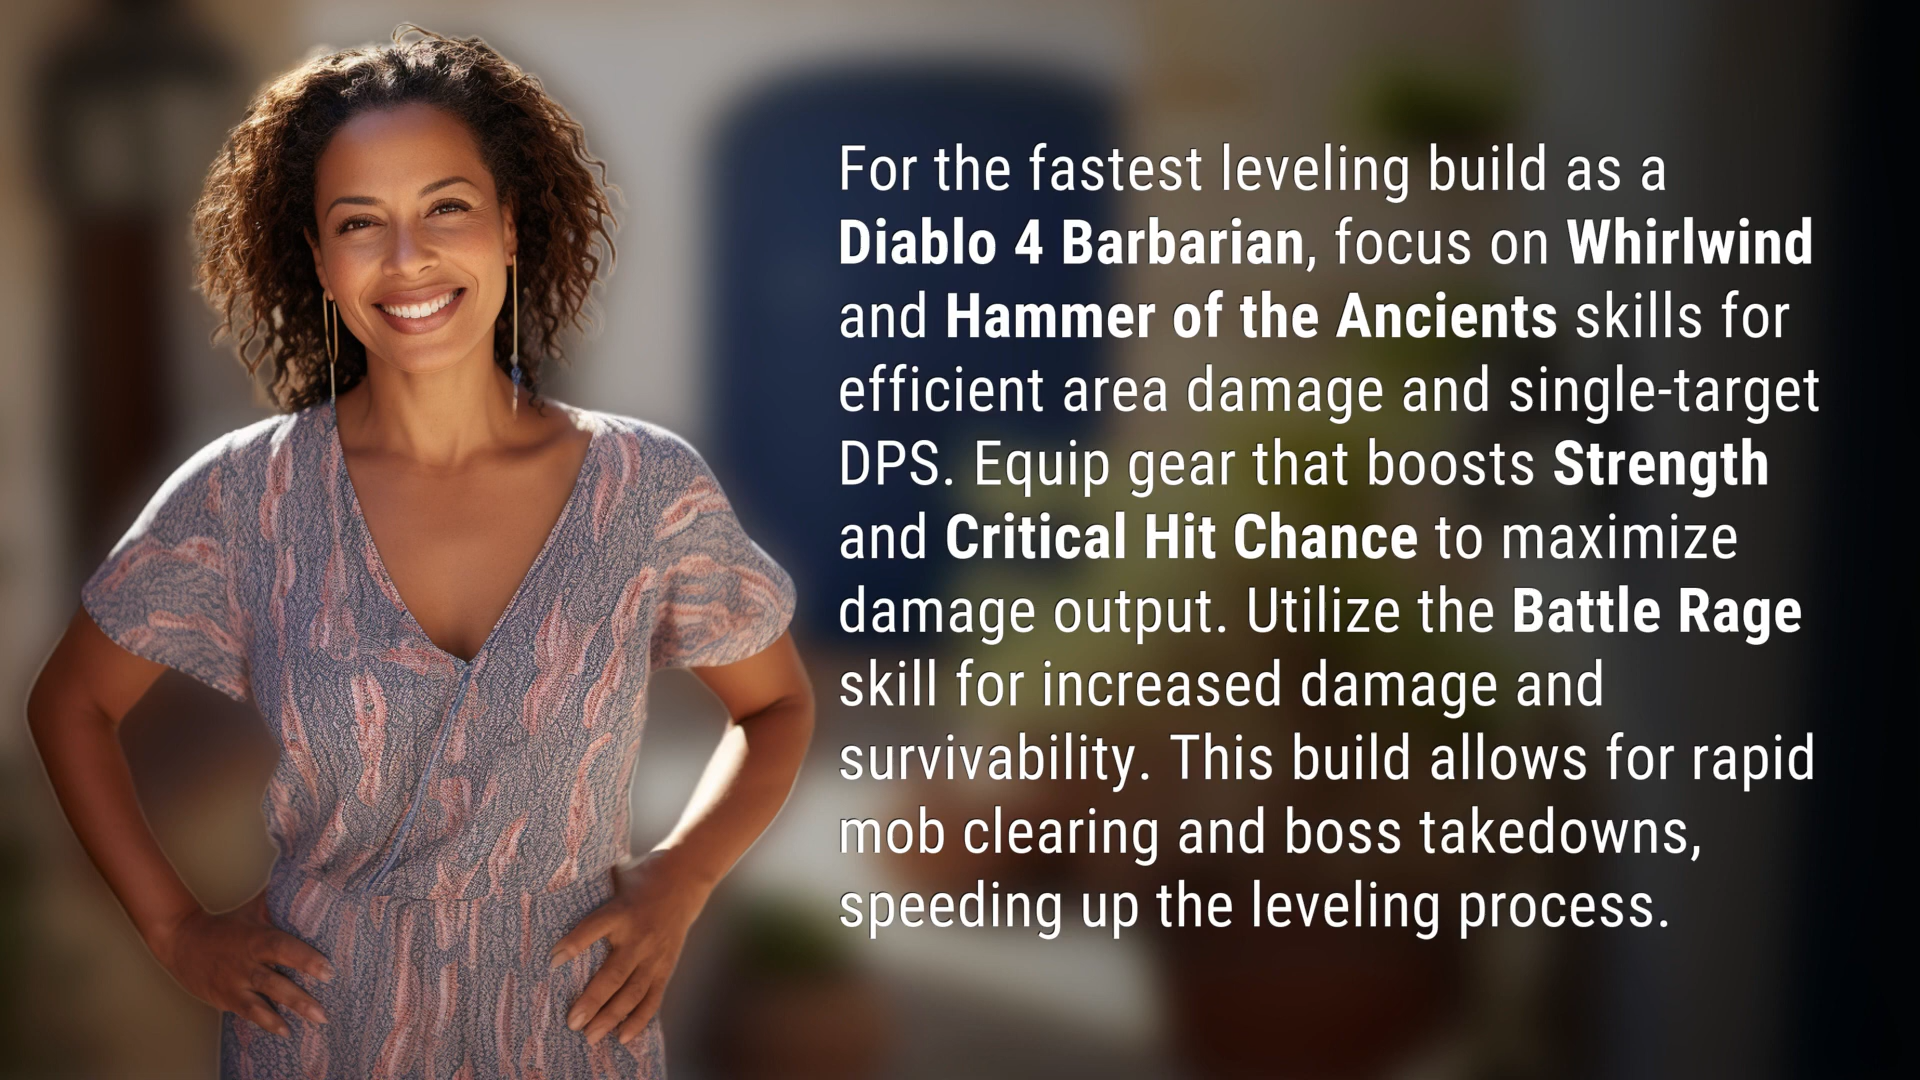 For the fastest leveling build as a
Diablo 4 Barbarian, focus on Whirlwind
and Hammer of the Ancients skills for
efficient area damage and single-target
DPS. Equip gear that boosts Strength
and Critical Hit Chance to maximize
damage output. Utilize the Battle Rage
skill for increased damage and
survivability. This build allows for rapid
mob clearing and boss takedowns,
speeding up the leveling process.